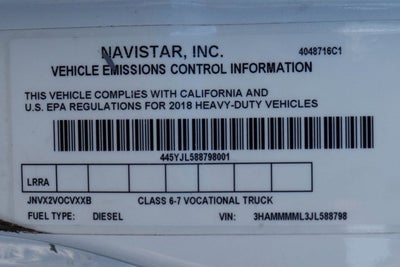 NAVISTAR, INC. 4048716C1
VEHICLE EMISSIONS CONTROL INFORMATION
THIS VEHICLE COMPLIES WITH CALIFORNIA AND
U.S. EPA REGULATIONS FOR 2018 HEAVY-DUTY VEHICLES
445YJL588798001
LRRA
JNVX2VOCVXXB CLASS 6-7 VOCATIONAL TRUCK
FUEL TYPE: DIESEL VIN: 3HAMMMML3JL588798